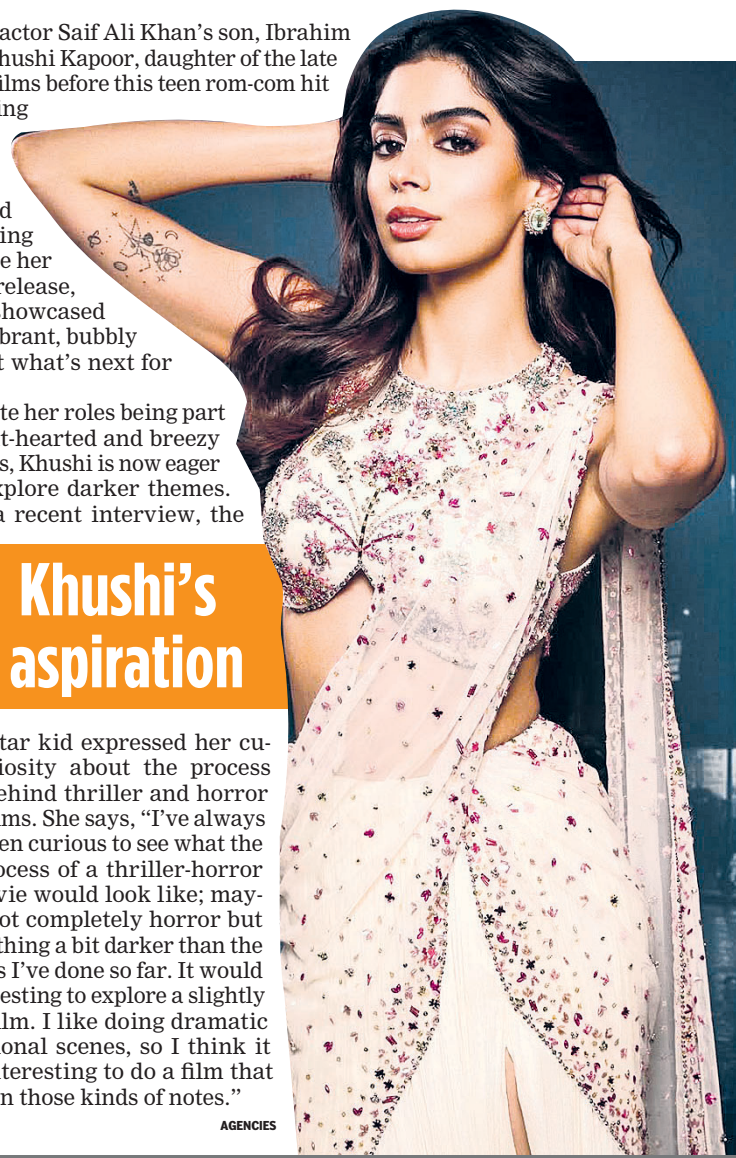 actor Saif Ali Khan’s son, Ibrahim
hushi Kapoor, daughter of the late
ilms before this teen rom-com hit
ing
d
ing
e her
release,
showcased
ibrant, bubbly
t what’s next for
te her roles being part
t-hearted and breezy
s, Khushi is now eager
xplore darker themes.
a recent interview, the
Khushi’s
aspiration
tar kid expressed her cu-
iosity about the process
ehind thriller and horror
ms. She says, “I’ve always
en curious to see what the
ocess of a thriller-horror
vie would look like; may-
ot completely horror but
thing a bit darker than the
s I’ve done so far. It would
esting to explore a slightly
ilm. I like doing dramatic
ional scenes, so I think it
nteresting to do a film that
n those kinds of notes.”
AGENCIES